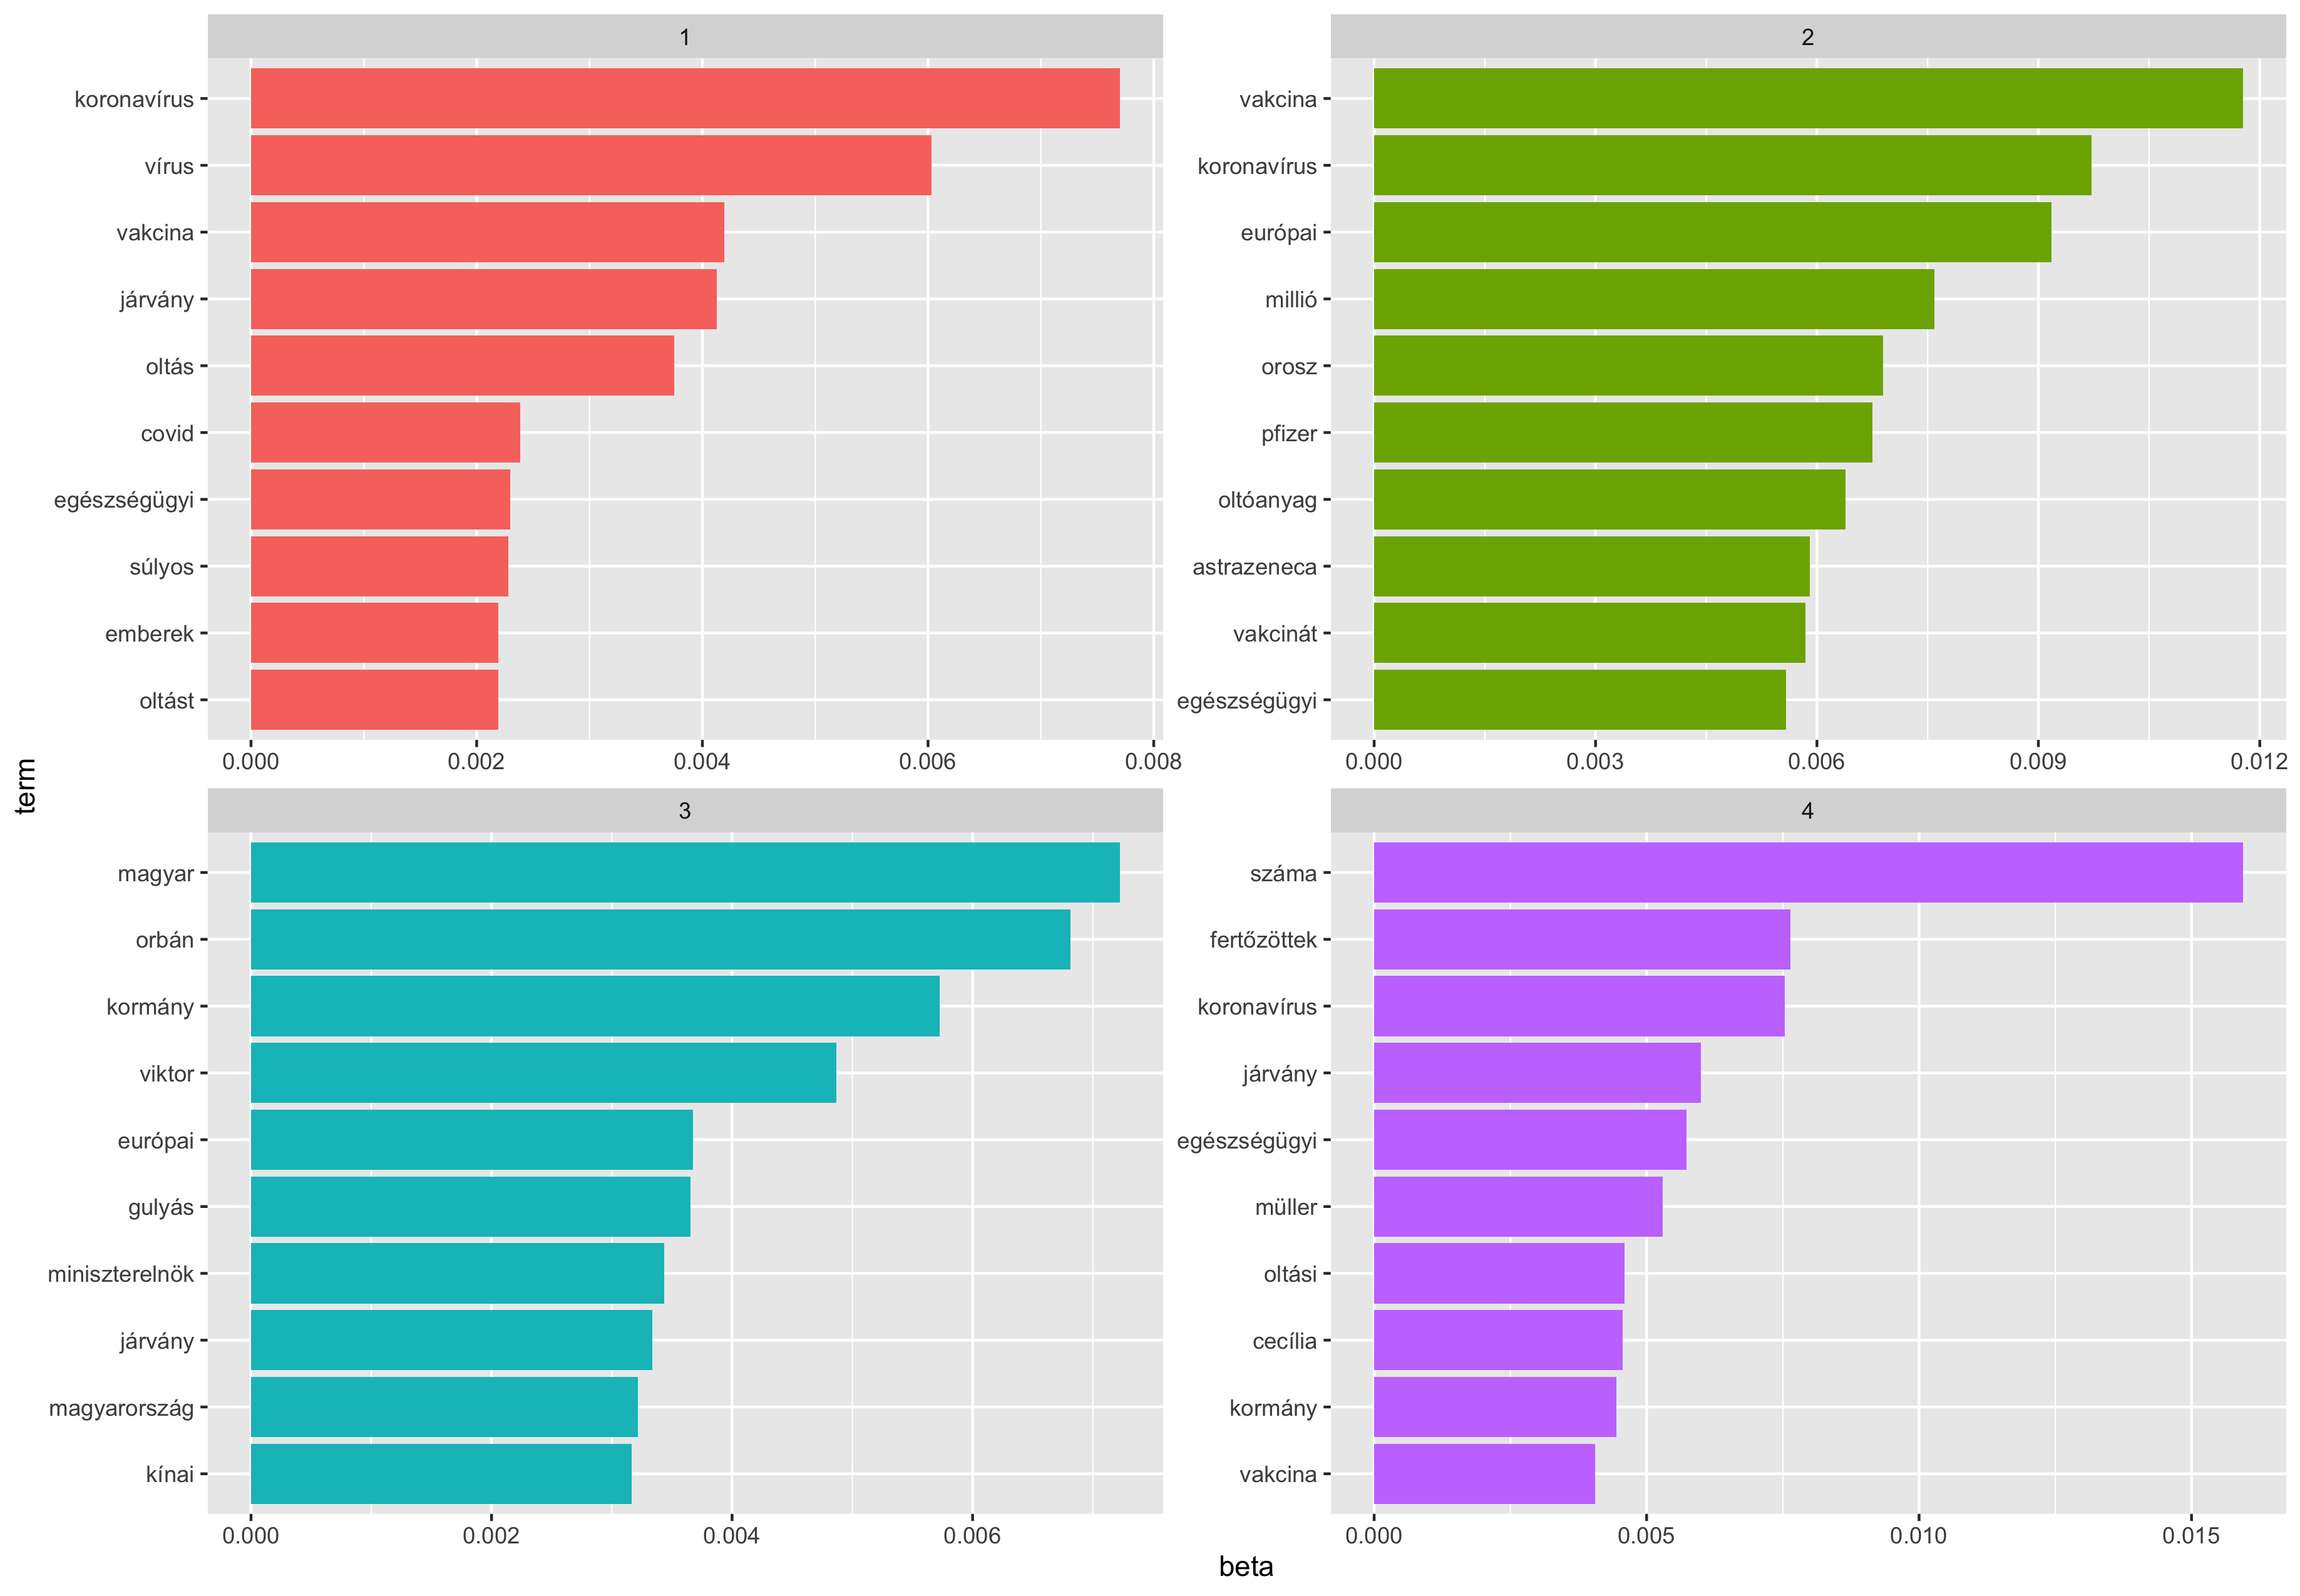 1
koronavírus
vírus
vakcina
járvány
oltás
covid
egészségügyi
súlyos
emberek
oltást
0.000 0.002 0.004 0.006 0.008
2
vakcina
koronavírus
európai
millió
orosz
pfizer
oltóanyag
astrazeneca
vakcinát
egészségügyi
0.000 0.003 0.006 0.009 0.012
term
3
magyar
orbán
kormány
viktor
európai
gulyás
miniszterelnök
járvány
magyarország
kínai
0.000 0.002 0.004 0.006
4
száma
fertőzöttek
koronavírus
járvány
egészségügyi
müller
oltási
cecília
kormány
vakcina
0.000 0.005 0.010 0.015
beta